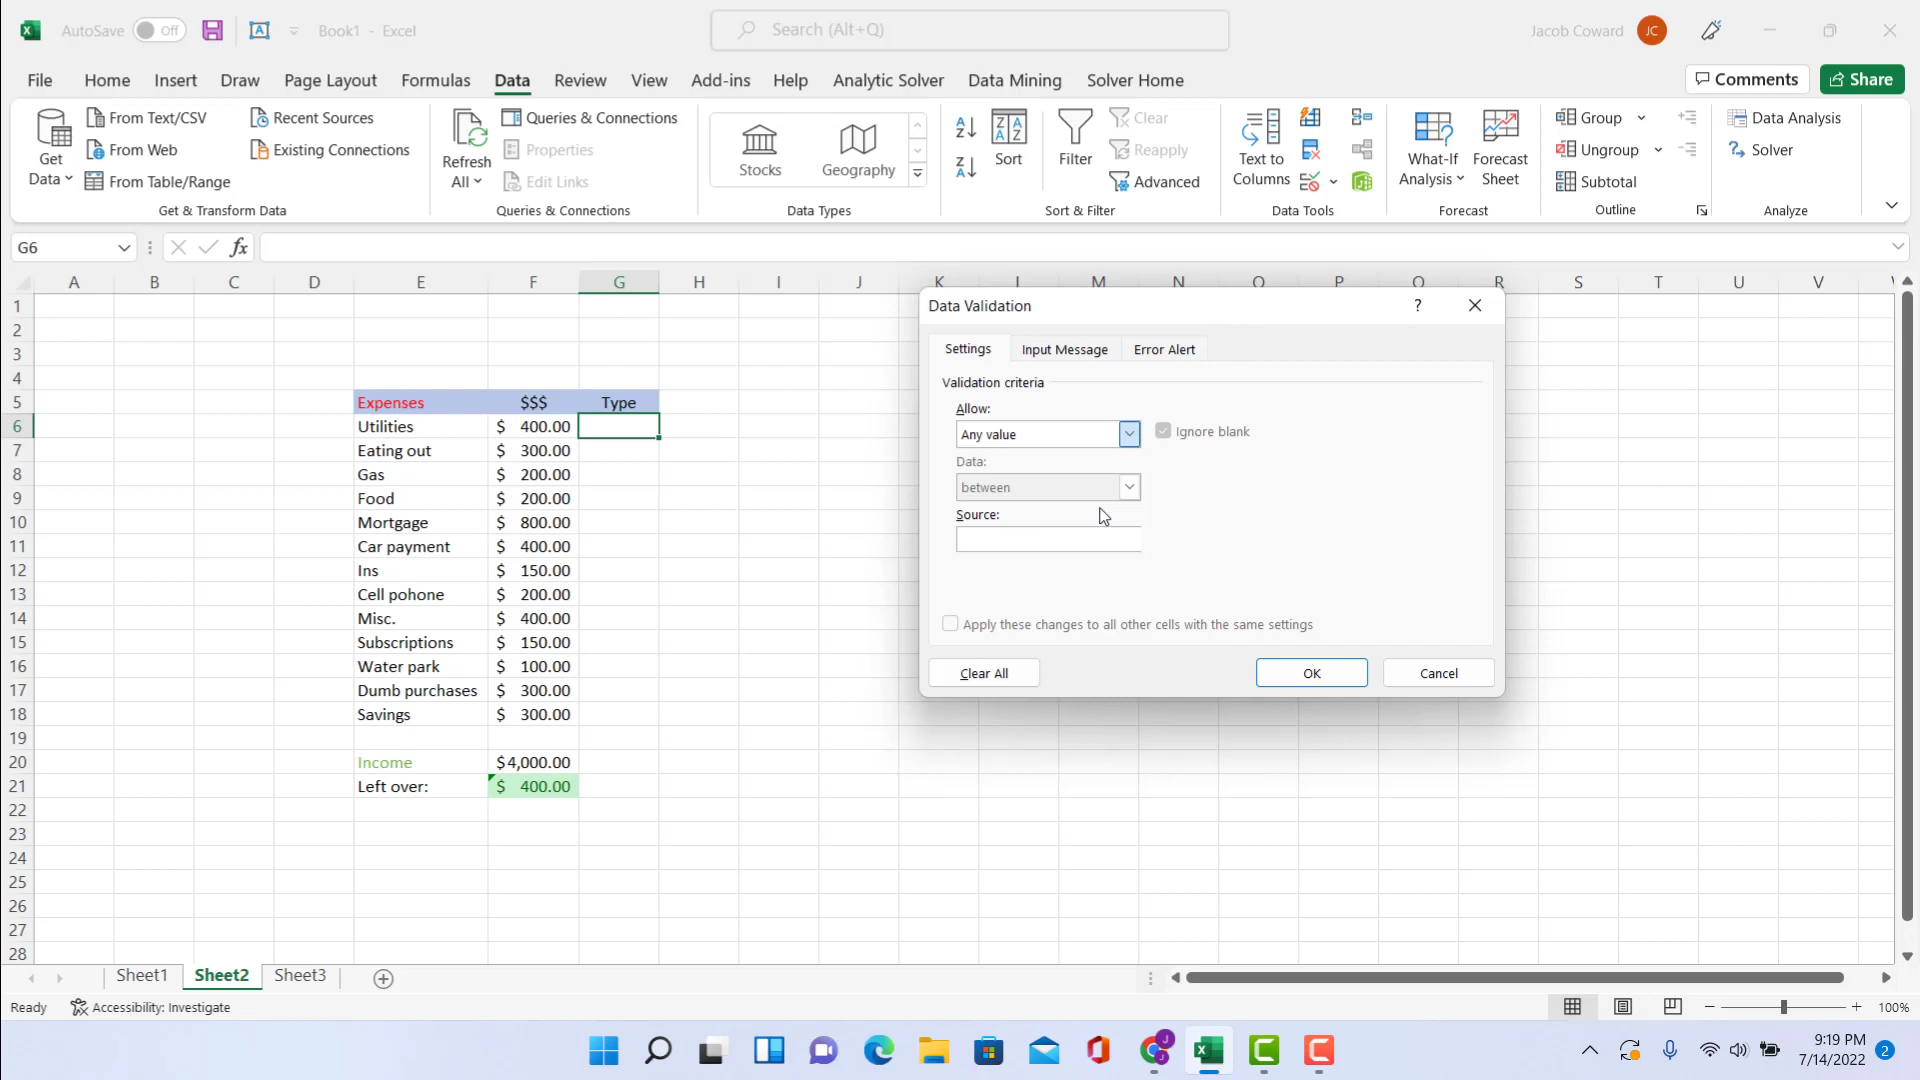 AutoSave Off Book1 - Excel Search (Alt+Q) Jacob Coward JC
File Home Insert Draw Page Layout Formulas Data Review View Add-ins Help Analytic Solver Data Mining Solver Home Comments Share
Get Data
From Text/CSV
From Web
From Table/Range
Recent Sources
Existing Connections
Get & Transform Data
Refresh All
Queries & Connections
Properties
Edit Links
Queries & Connections
Stocks
Geography
Data Types
Sort
Filter
Clear
Reapply
Advanced
Sort & Filter
Text to Columns
Data Tools
What-If Analysis
Forecast Sheet
Forecast
Group
Ungroup
Subtotal
Outline
Data Analysis
Solver
Analyze
G6 fx
A B C D E F G H I J K L M N O P Q R S T U V
1
2
3
4
5 Expenses $$$ Type
6 Utilities $ 400.00
7 Eating out $ 300.00
8 Gas $ 200.00
9 Food $ 200.00
10 Mortgage $ 800.00
11 Car payment $ 400.00
12 Ins $ 150.00
13 Cell pohone $ 200.00
14 Misc. $ 400.00
15 Subscriptions $ 150.00
16 Water park $ 100.00
17 Dumb purchases $ 300.00
18 Savings $ 300.00
19
20 Income $4,000.00
21 Left over: $ 400.00
22
23
24
25
26
27
28
Data Validation ?
Settings Input Message Error Alert
Validation criteria
Allow:
Any value Ignore blank
Data:
between
Source:
Apply these changes to all other cells with the same settings
Clear All OK Cancel
Sheet1 Sheet2 Sheet3
Ready Accessibility: Investigate 100%
9:19 PM
7/14/2022 2